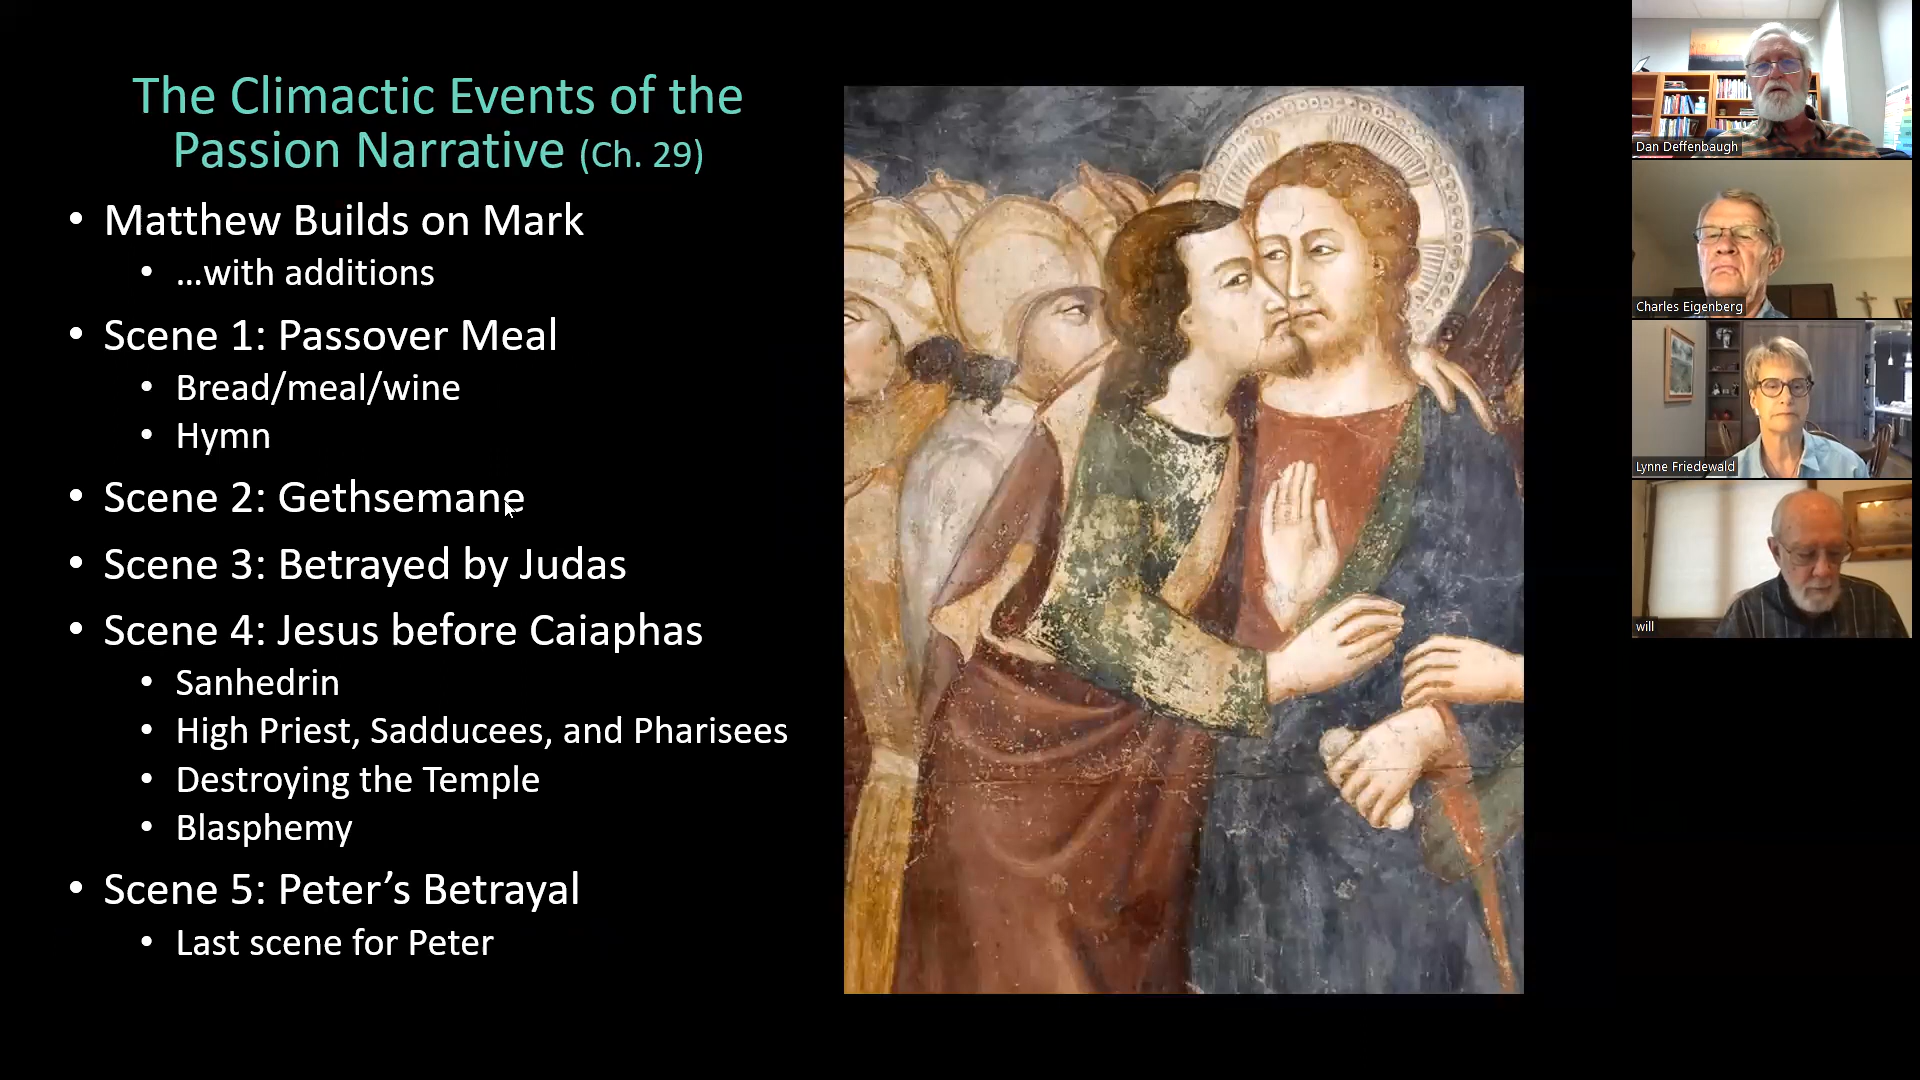 The Climactic Events of the
Passion Narrative (Ch. 29)
• Matthew Builds on Mark
• ...with additions
• Scene 1: Passover Meal
• Bread/meal/wine
• Hymn
• Scene 2: Gethsemane
• Scene 3: Betrayed by Judas
• Scene 4: Jesus before Caiaphas
• Sanhedrin
• High Priest, Sadducees, and Pharisees
• Destroying the Temple
• Blasphemy
• Scene 5: Peter’s Betrayal
• Last scene for Peter
Dan Deffenbaugh
Charles Eigenberg
Lynne Friedewald
will